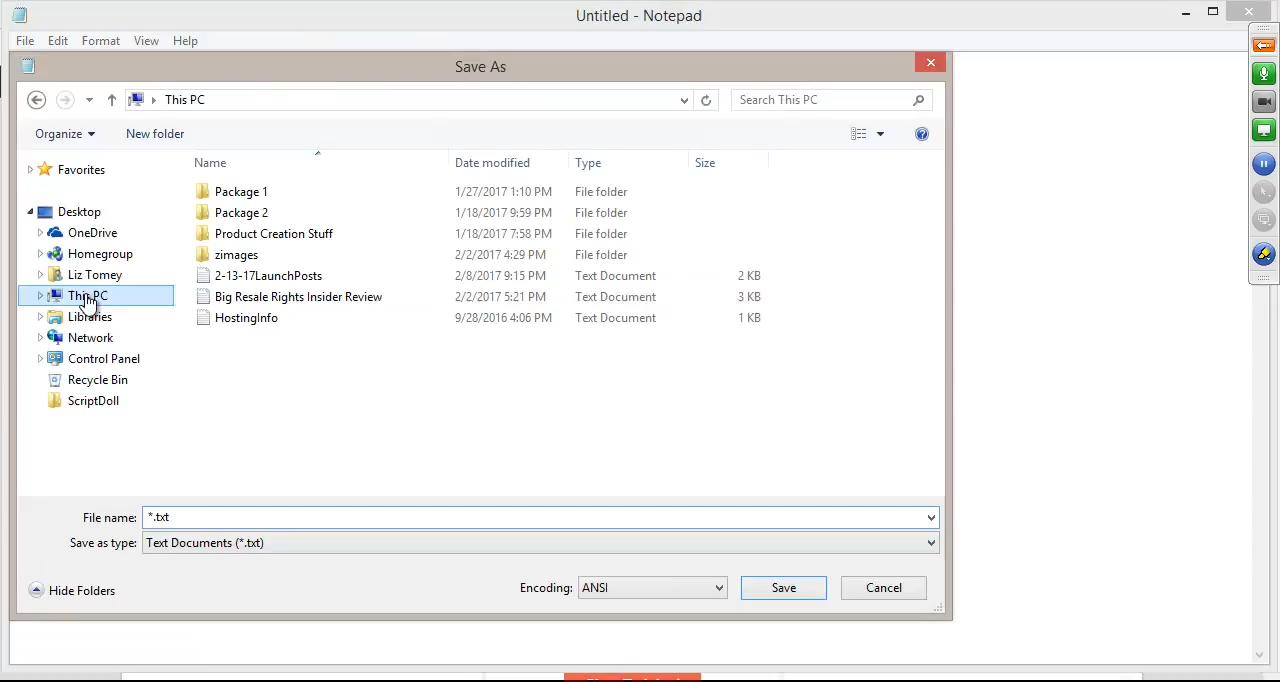 Untitled - Notepad
File Edit Format View Help
Save As
This PC
Search This PC
Organize New folder
Name Date modified Type Size
Favorites
Desktop
OneDrive
Homegroup
Liz Tomey
This PC
Libraries
Network
Control Panel
Recycle Bin
ScriptDoll
Package 1 1/27/2017 1:10 PM File folder
Package 2 1/18/2017 9:59 PM File folder
Product Creation Stuff 1/18/2017 7:58 PM File folder
zimages 2/2/2017 4:29 PM File folder
2-13-17LaunchPosts 2/8/2017 9:15 PM Text Document 2 KB
Big Resale Rights Insider Review 2/2/2017 5:21 PM Text Document 3 KB
HostingInfo 9/28/2016 4:06 PM Text Document 1 KB
File name: *.txt
Save as type: Text Documents (*.txt)
Hide Folders Encoding: ANSI Save Cancel